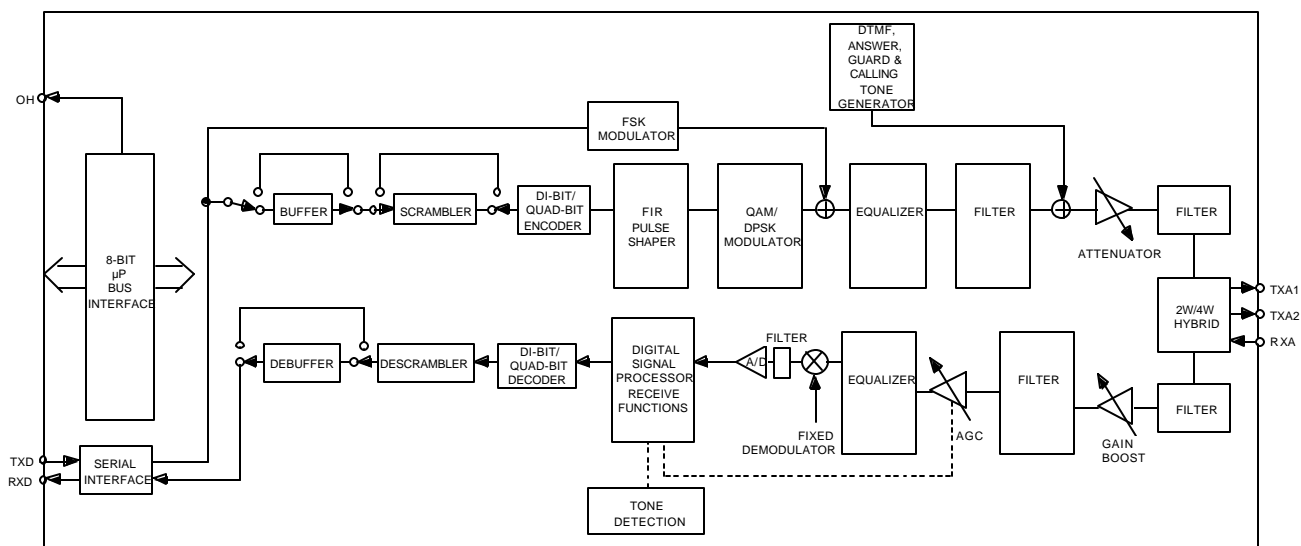 DTMF,
ANSWER,
GUARD &
CALLING
TONE
GENERATOR
OH
FSK
MODULATOR
BUFFER
SCRAMBLER
DI-BIT/
QUAD-BIT
ENCODER
FIR
PULSE
SHAPER
QAM/
DPSK
MODULATOR
EQUALIZER
FILTER
ATTENUATOR
FILTER
8-BIT
µP
BUS
INTERFACE
2W/4W
HYBRID
TXA1
TXA2
RXA
DEBUFFER
DESCRAMBLER
DI-BIT/
QUAD-BIT
DECODER
DIGITAL
SIGNAL
PROCESSOR
RECEIVE
FUNCTIONS
A/D
FILTER
FIXED
DEMODULATOR
EQUALIZER
AGC
FILTER
GAIN
BOOST
FILTER
TXD
RXD
SERIAL
INTERFACE
TONE
DETECTION